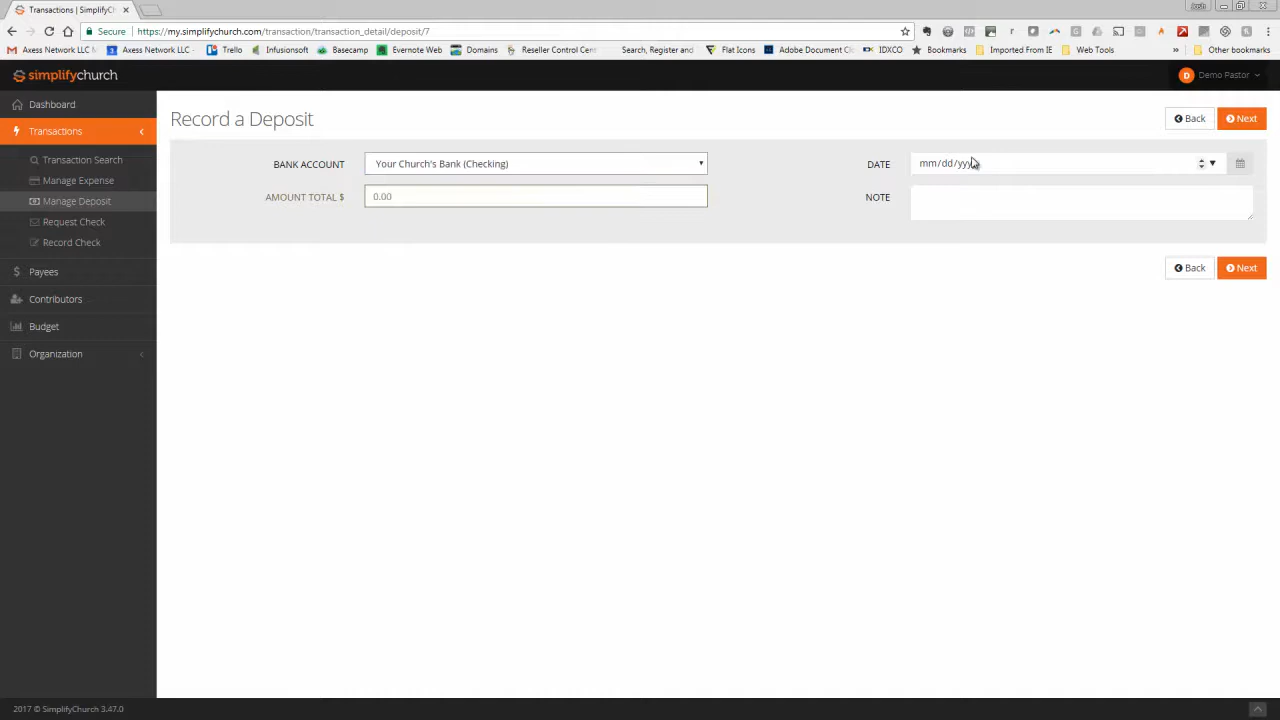 Transactions | SimplifyCh
Secure https://my.simplifychurch.com/transaction/transaction_detail/deposit/7
Axess Network LLC M Axess Network LLC Trello Infusionsoft Basecamp Evernote Web Domains Reseller Control Cent Search, Register and Flat Icons Adobe Document Cl IDXCO Bookmarks Imported From IE Web Tools » Other bookmarks
simplifychurch
D Demo Pastor
Dashboard
Transactions
Transaction Search
Manage Expense
Manage Deposit
Request Check
Record Check
Payees
Contributors
Budget
Organization
Record a Deposit
Back Next
BANK ACCOUNT Your Church's Bank (Checking) DATE mm/dd/yyyy
AMOUNT TOTAL $ 0.00 NOTE
Back Next
2017 © SimplifyChurch 3.47.0